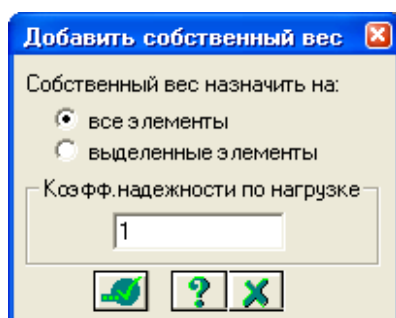 Добавить собственный вес
Собственный вес назначить на:
все элементы
выделенные элементы
Коэфф.надежности по нагрузке
1
?